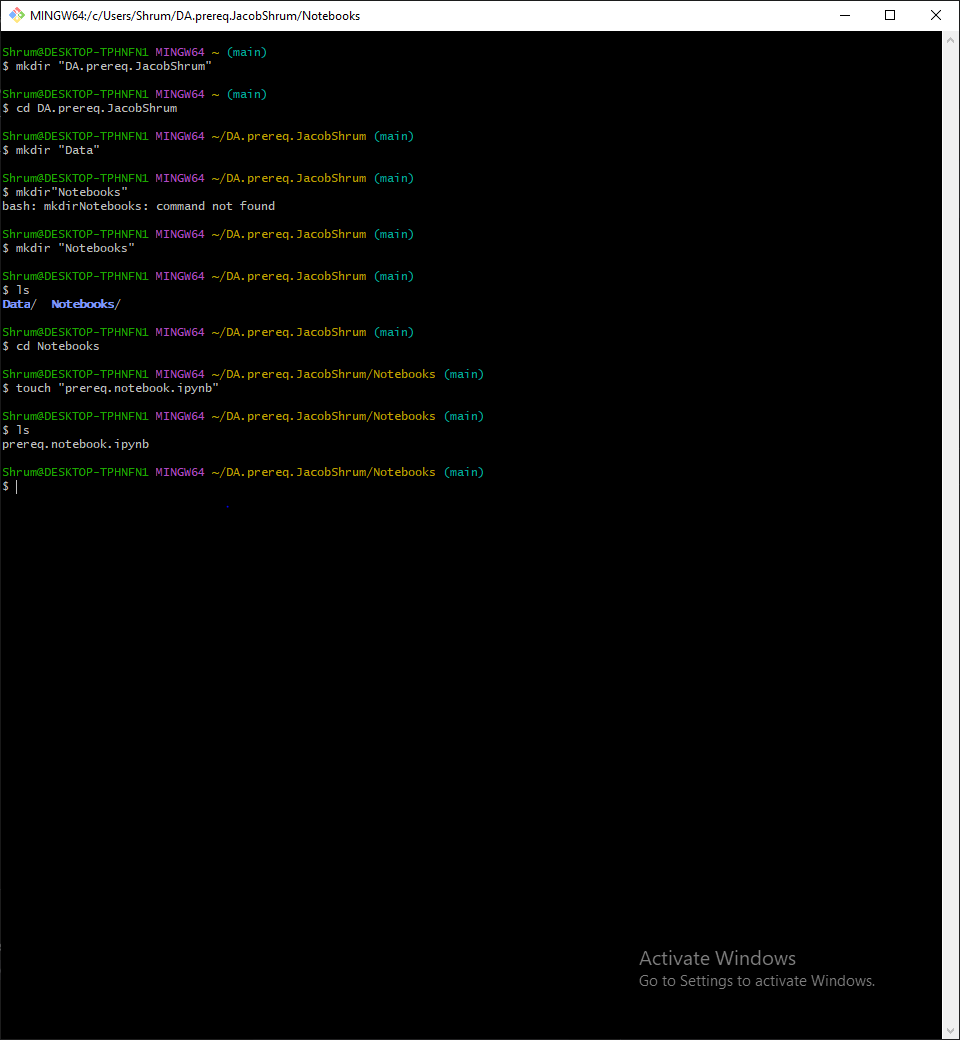 MINGW64:/c/Users/Shrum/DA.prereq.JacobShrum/Notebooks
Shrum@DESKTOP-TPHNFN1 MINGW64 ~ (main)
$ mkdir "DA.prereq.JacobShrum"
Shrum@DESKTOP-TPHNFN1 MINGW64 ~ (main)
$ cd DA.prereq.JacobShrum
Shrum@DESKTOP-TPHNFN1 MINGW64 ~/DA.prereq.JacobShrum (main)
$ mkdir "Data"
Shrum@DESKTOP-TPHNFN1 MINGW64 ~/DA.prereq.JacobShrum (main)
$ mkdir"Notebooks"
bash: mkdirNotebooks: command not found
Shrum@DESKTOP-TPHNFN1 MINGW64 ~/DA.prereq.JacobShrum (main)
$ mkdir "Notebooks"
Shrum@DESKTOP-TPHNFN1 MINGW64 ~/DA.prereq.JacobShrum (main)
$ ls
Data/  Notebooks/
Shrum@DESKTOP-TPHNFN1 MINGW64 ~/DA.prereq.JacobShrum (main)
$ cd Notebooks
Shrum@DESKTOP-TPHNFN1 MINGW64 ~/DA.prereq.JacobShrum/Notebooks (main)
$ touch "prereq.notebook.ipynb"
Shrum@DESKTOP-TPHNFN1 MINGW64 ~/DA.prereq.JacobShrum/Notebooks (main)
$ ls
prereq.notebook.ipynb
Shrum@DESKTOP-TPHNFN1 MINGW64 ~/DA.prereq.JacobShrum/Notebooks (main)
$
Activate Windows
Go to Settings to activate Windows.